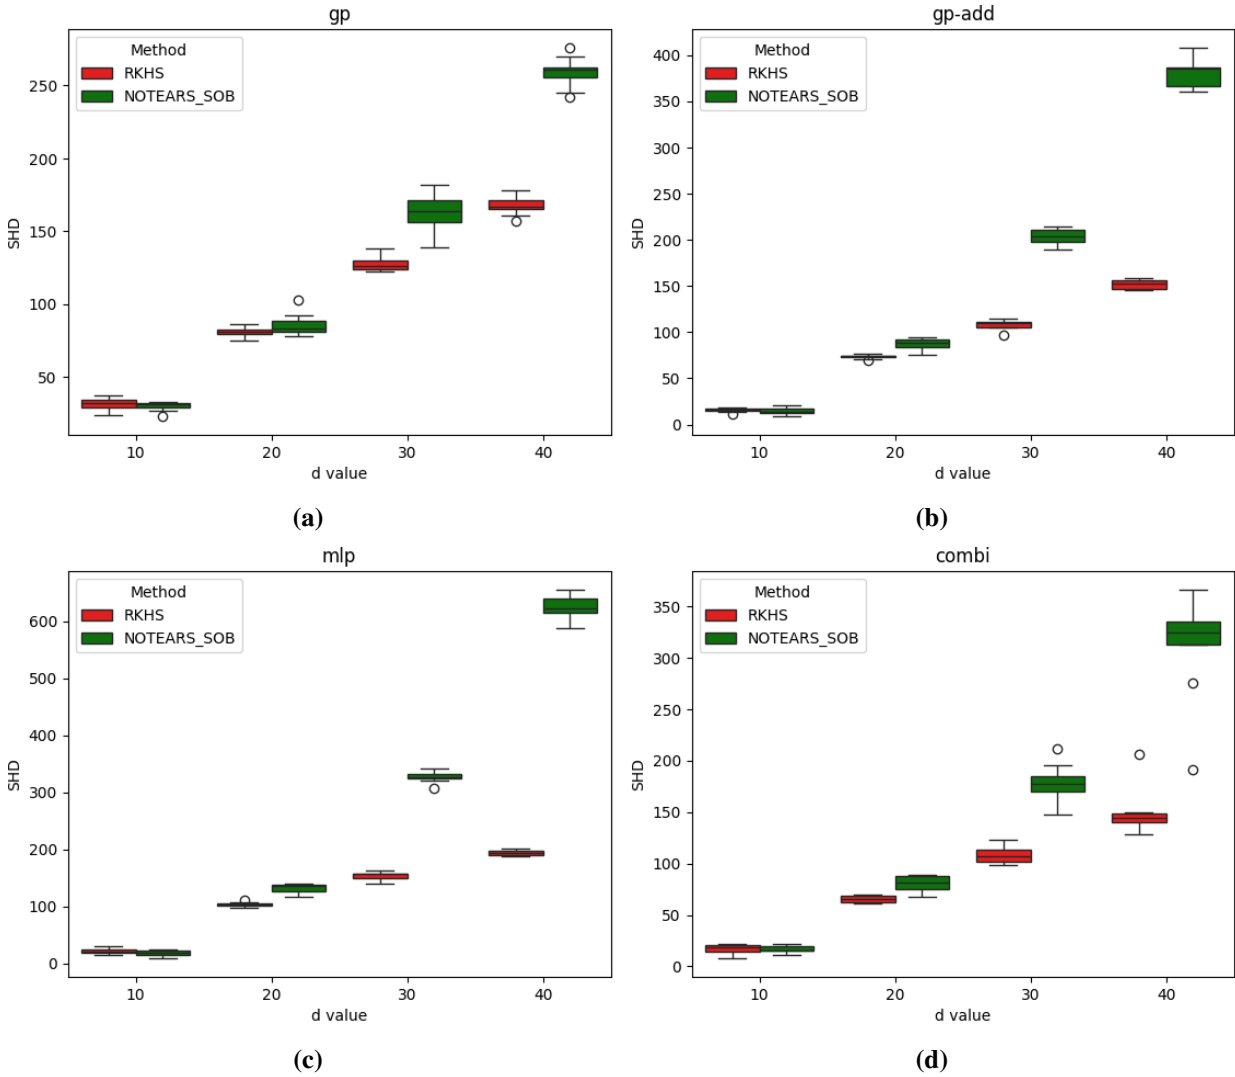 gp
Method
RKHS
NOTEARS_SOB
SHD
250
200
150
100
50
10 20 30 40
d value
(a)
gp-add
Method
RKHS
NOTEARS_SOB
SHD
400
350
300
250
200
150
100
50
0
10 20 30 40
d value
(b)
mlp
Method
RKHS
NOTEARS_SOB
SHD
600
500
400
300
200
100
0
10 20 30 40
d value
(c)
combi
Method
RKHS
NOTEARS_SOB
SHD
350
300
250
200
150
100
50
0
10 20 30 40
d value
(d)